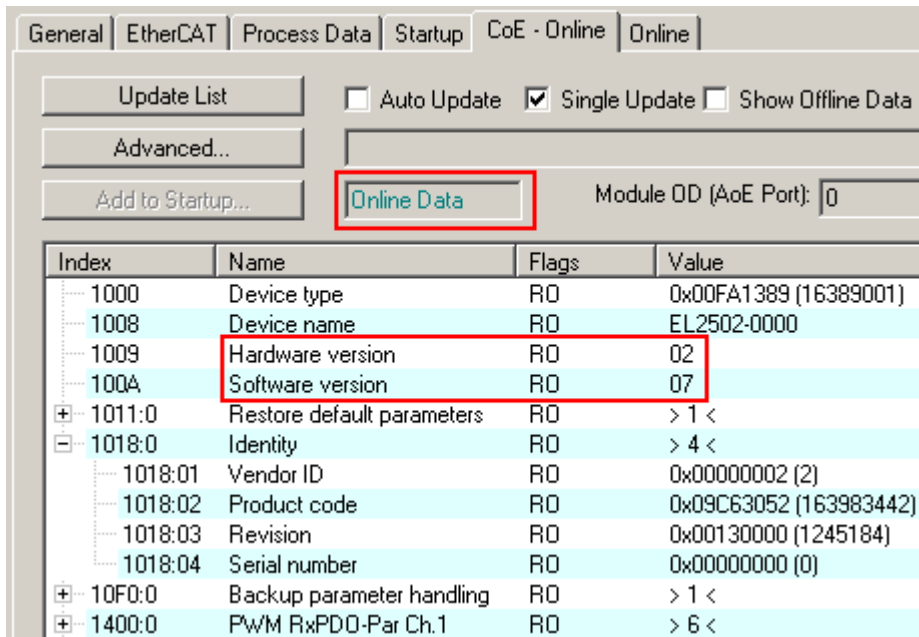 General EtherCAT Process Data Startup CoE - Online Online
Update List Auto Update Single Update Show Offline Data
Advanced...
Add to Startup... Online Data Module OD (AoE Port): 0
Index Name Flags Value
1000 Device type RO 0x00FA1389 (16389001)
1008 Device name RO EL2502-0000
1009 Hardware version RO 02
100A Software version RO 07
1011:0 Restore default parameters RO > 1 <
1018:0 Identity RO > 4 <
1018:01 Vendor ID RO 0x00000002 (2)
1018:02 Product code RO 0x09C63052 (163983442)
1018:03 Revision RO 0x00130000 (1245184)
1018:04 Serial number RO 0x00000000 (0)
10F0:0 Backup parameter handling RO > 1 <
1400:0 PWM RxPDO-Par Ch.1 RO > 6 <